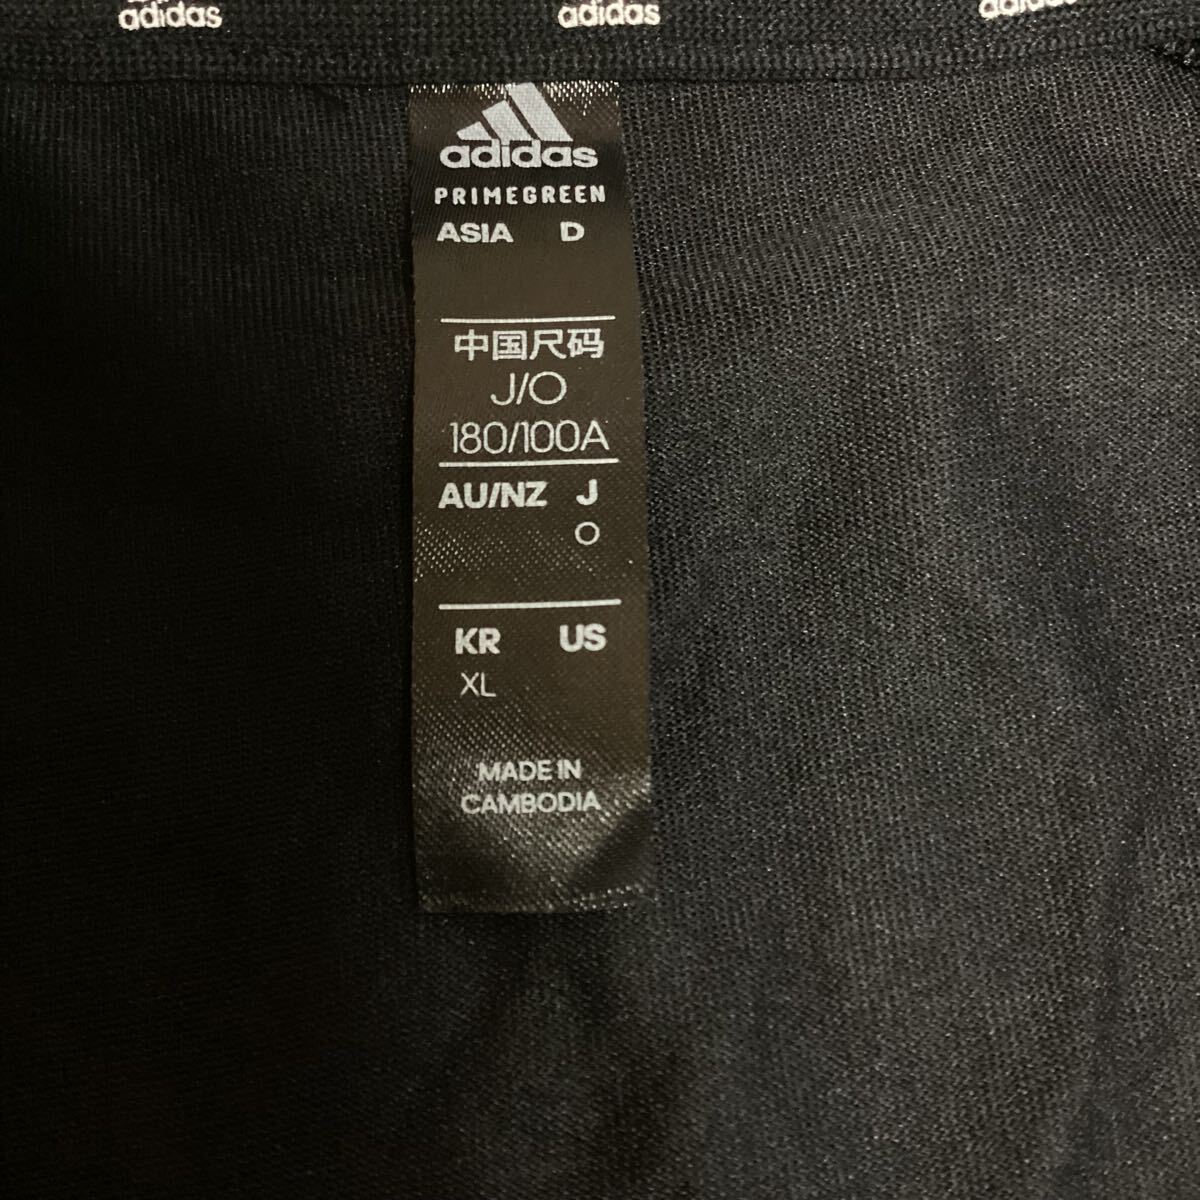 adidas adidas adidas
adidas
PRIMEGREEN
ASIA D
中国尺码
J/O
180/100A
AU/NZ J
O
KR US
XL
MADE IN
CAMBODIA